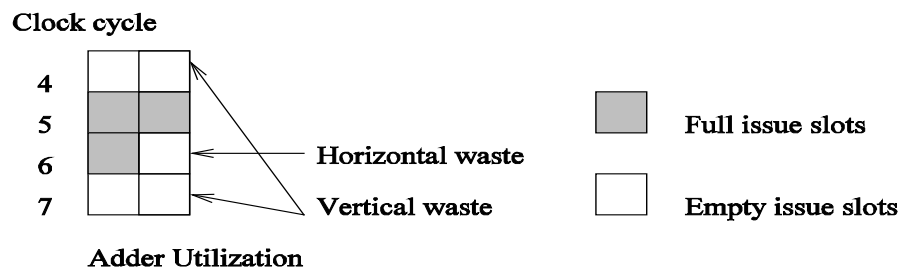 Clock cycle
4
5
6
7
Horizontal waste
Vertical waste
Adder Utilization
Full issue slots
Empty issue slots